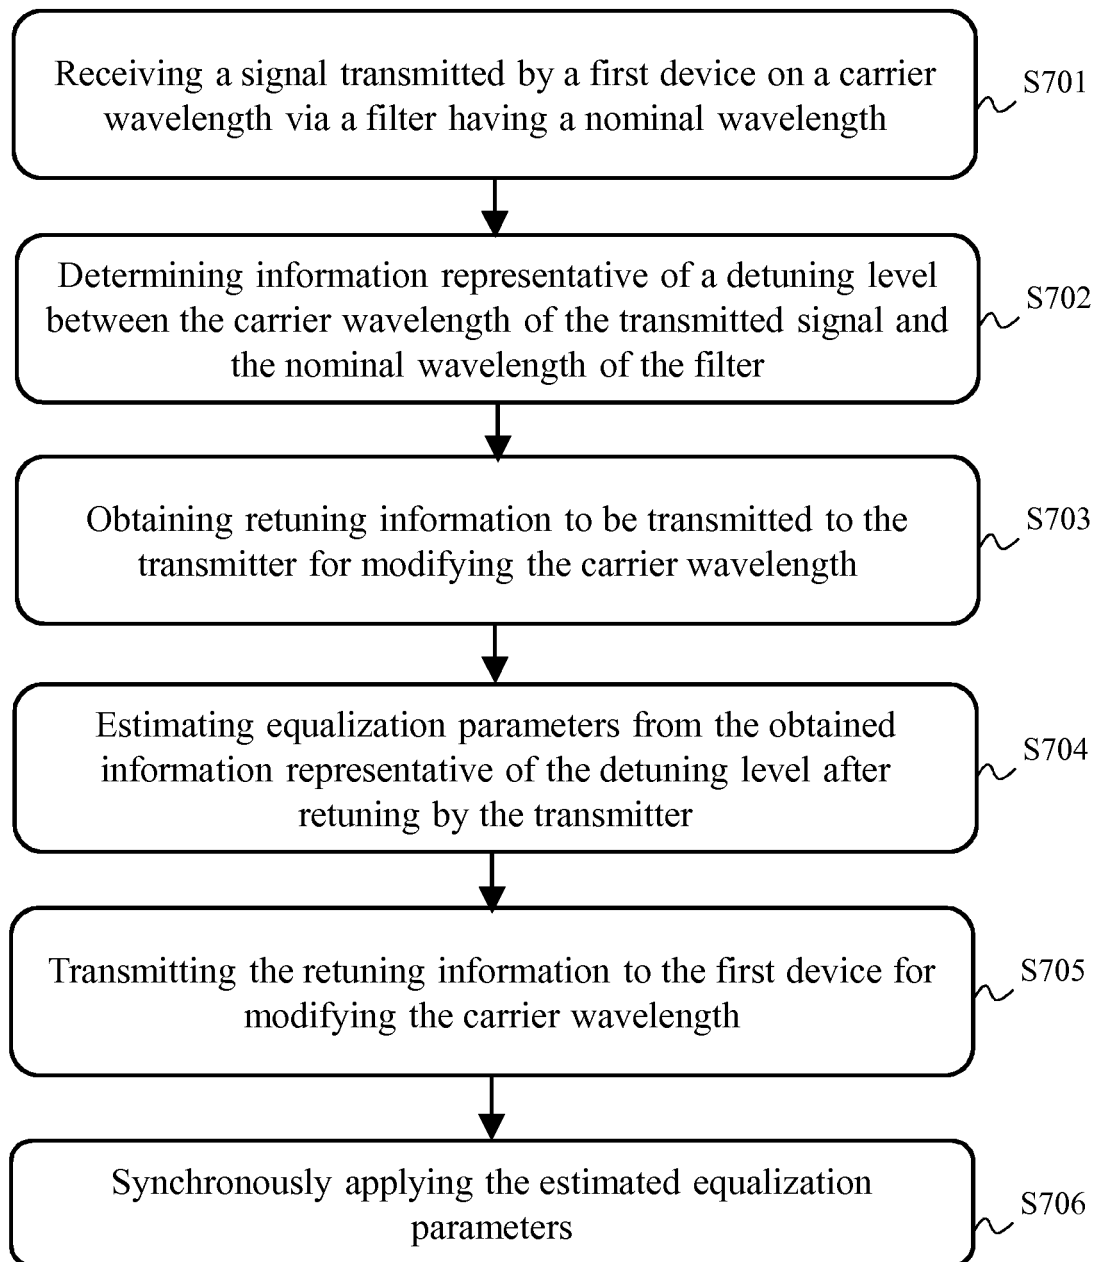 Receiving a signal transmitted by a first device on a carrier
wavelength via a filter having a nominal wavelength
S701
Determining information representative of a detuning level
between the carrier wavelength of the transmitted signal and
the nominal wavelength of the filter
S702
Obtaining retuning information to be transmitted to the
transmitter for modifying the carrier wavelength
S703
Estimating equalization parameters from the obtained
information representative of the detuning level after
retuning by the transmitter
S704
Transmitting the retuning information to the first device for
modifying the carrier wavelength
S705
Synchronously applying the estimated equalization
parameters
S706